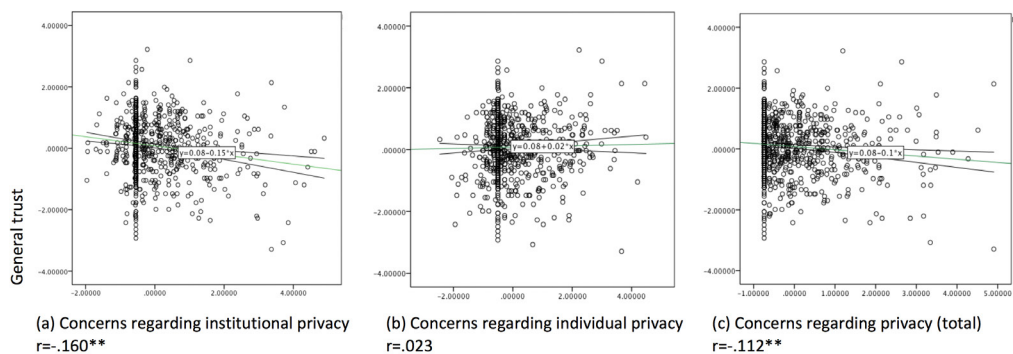 General trust
4.00000
2.00000
.00000
-2.00000
-4.00000
-2.00000 .00000 2.00000 4.00000
y=0.08-0.15*x
(a) Concerns regarding institutional privacy
r=-.160**
4.00000
2.00000
.00000
-2.00000
-4.00000
-2.00000 .00000 2.00000 4.00000
y=0.08+0.02*x
(b) Concerns regarding individual privacy
r=.023
4.00000
2.00000
.00000
-2.00000
-4.00000
-1.00000 .00000 1.00000 2.00000 3.00000 4.00000 5.00000
y=0.08-0.1*x
(c) Concerns regarding privacy (total)
r=-.112**